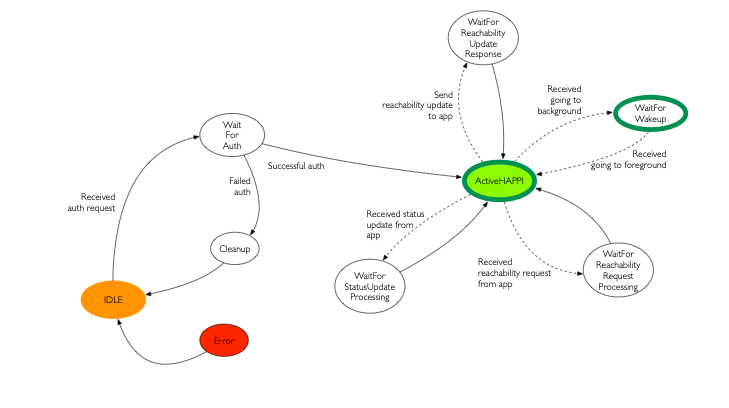 WaitFor
Reachability
Update
Response
Send
reachability update
to app
Received
going to
background
WaitFor
Wakeup
Received
going to foreground
Wait
For
Auth
Successful auth
Failed
auth
ActiveHAPPI
Received
auth request
Received status
update from
app
Cleanup
Received
reachability request
from app
WaitFor
StatusUpdate
Processing
WaitFor
Reachability
Request
Processing
IDLE
Error